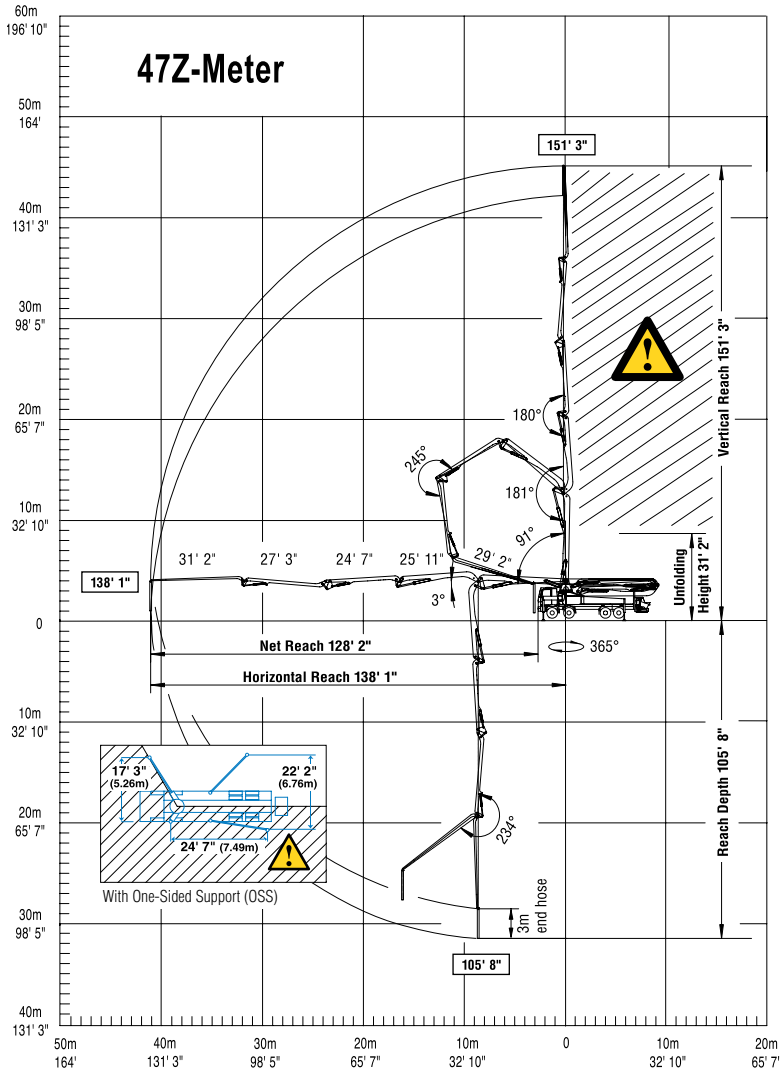 60m
196' 10"
47Z-Meter
50m
164'
151' 3"
40m
131' 3"
30m
98' 5"
Vertical Reach 151' 3"
20m
65' 7"
180°
245°
181°
10m
32' 10"
91°
31' 2"
27' 3"
24' 7"
25' 11"
29' 2"
Unfolding
Height 31' 2"
138' 1"
3°
0
Net Reach 128' 2"
365°
Horizontal Reach 138' 1"
10m
32' 10"
17' 3"
(5.26m)
22' 2"
(6.76m)
24' 7" (7.49m)
With One-Sided Support (OSS)
20m
65' 7"
234°
Reach Depth 105' 8"
30m
98' 5"
3m
end hose
105' 8"
40m
131' 3"
50m
164'
40m
131' 3"
30m
98' 5"
20m
65' 7"
10m
32' 10"
0
10m
32' 10"
20m
65' 7"